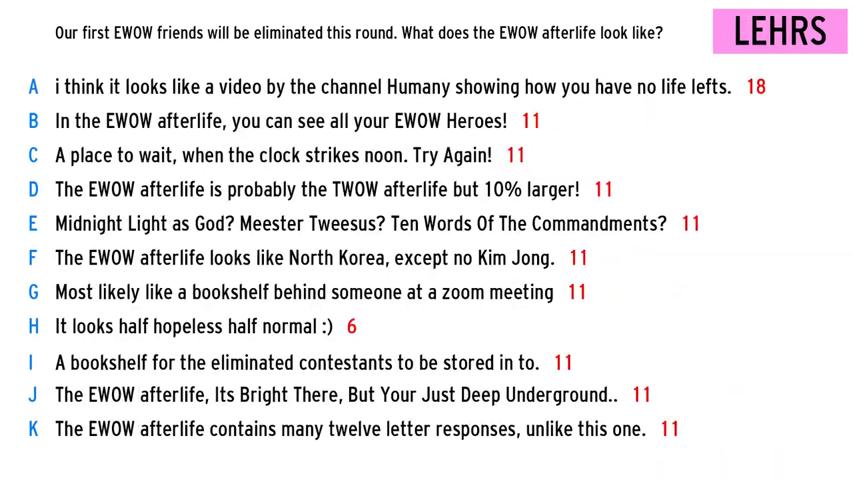 Our first EWOW friends will be eliminated this round. What does the EWOW afterlife look like?
LEHRS
A i think it looks like a video by the channel Humany showing how you have no life lefts. 18
B In the EWOW afterlife, you can see all your EWOW Heroes! 11
C A place to wait, when the clock strikes noon. Try Again! 11
D The EWOW afterlife is probably the TWOW afterlife but 10% larger! 11
E Midnight Light as God? Meester Tweesus? Ten Words Of The Commandments? 11
F The EWOW afterlife looks like North Korea, except no Kim Jong. 11
G Most likely like a bookshelf behind someone at a zoom meeting 11
H It looks half hopeless half normal :) 6
I A bookshelf for the eliminated contestants to be stored in to. 11
J The EWOW afterlife, Its Bright There, But Your Just Deep Underground.. 11
K The EWOW afterlife contains many twelve letter responses, unlike this one. 11